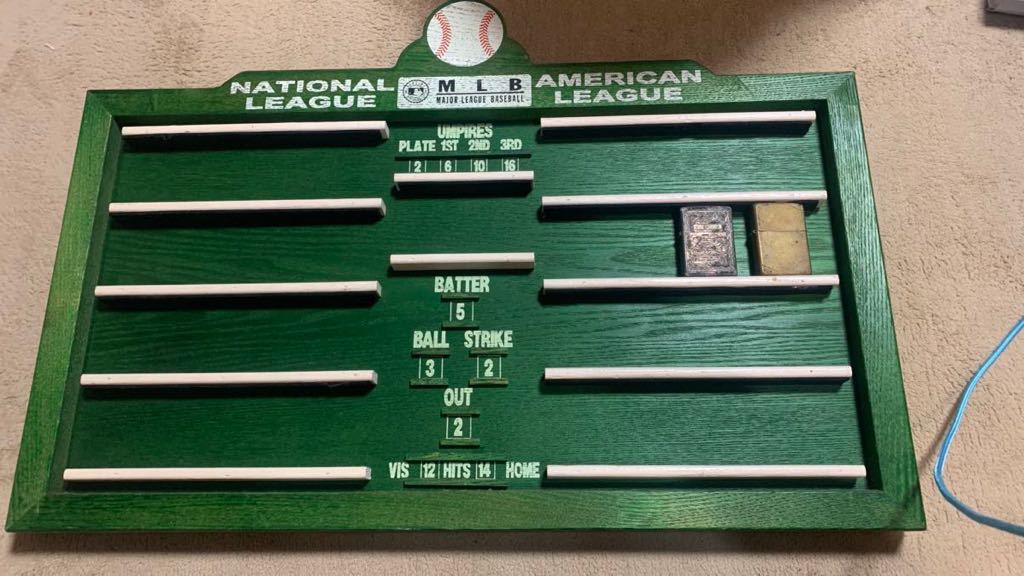 NATIONAL
LEAGUE
M L B
MAJOR LEAGUE BASEBALL
AMERICAN
LEAGUE
UMPIRES
PLATE 1ST 2ND 3RD
2 6 10 16
BATTER
5
BALL STRIKE
3 2
OUT
2
VIS 12 HITS 14 HOME